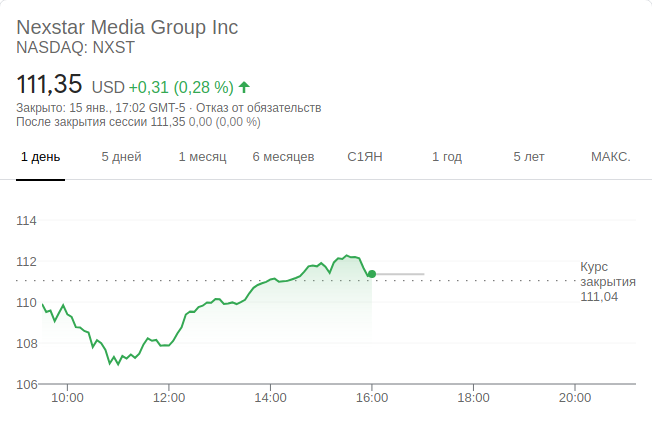 Nexstar Media Group Inc
NASDAQ: NXST
111,35 USD +0,31 (0,28 %)
Закрыто: 15 янв., 17:02 GMT-5 · Отказ от обязательств
После закрытия сессии 111,35 0,00 (0,00 %)
1 день 5 дней 1 месяц 6 месяцев С1ЯН 1 год 5 лет МАКС.
114
112
110
108
106
Курс
закрытия
111,04
10:00 12:00 14:00 16:00 18:00 20:00